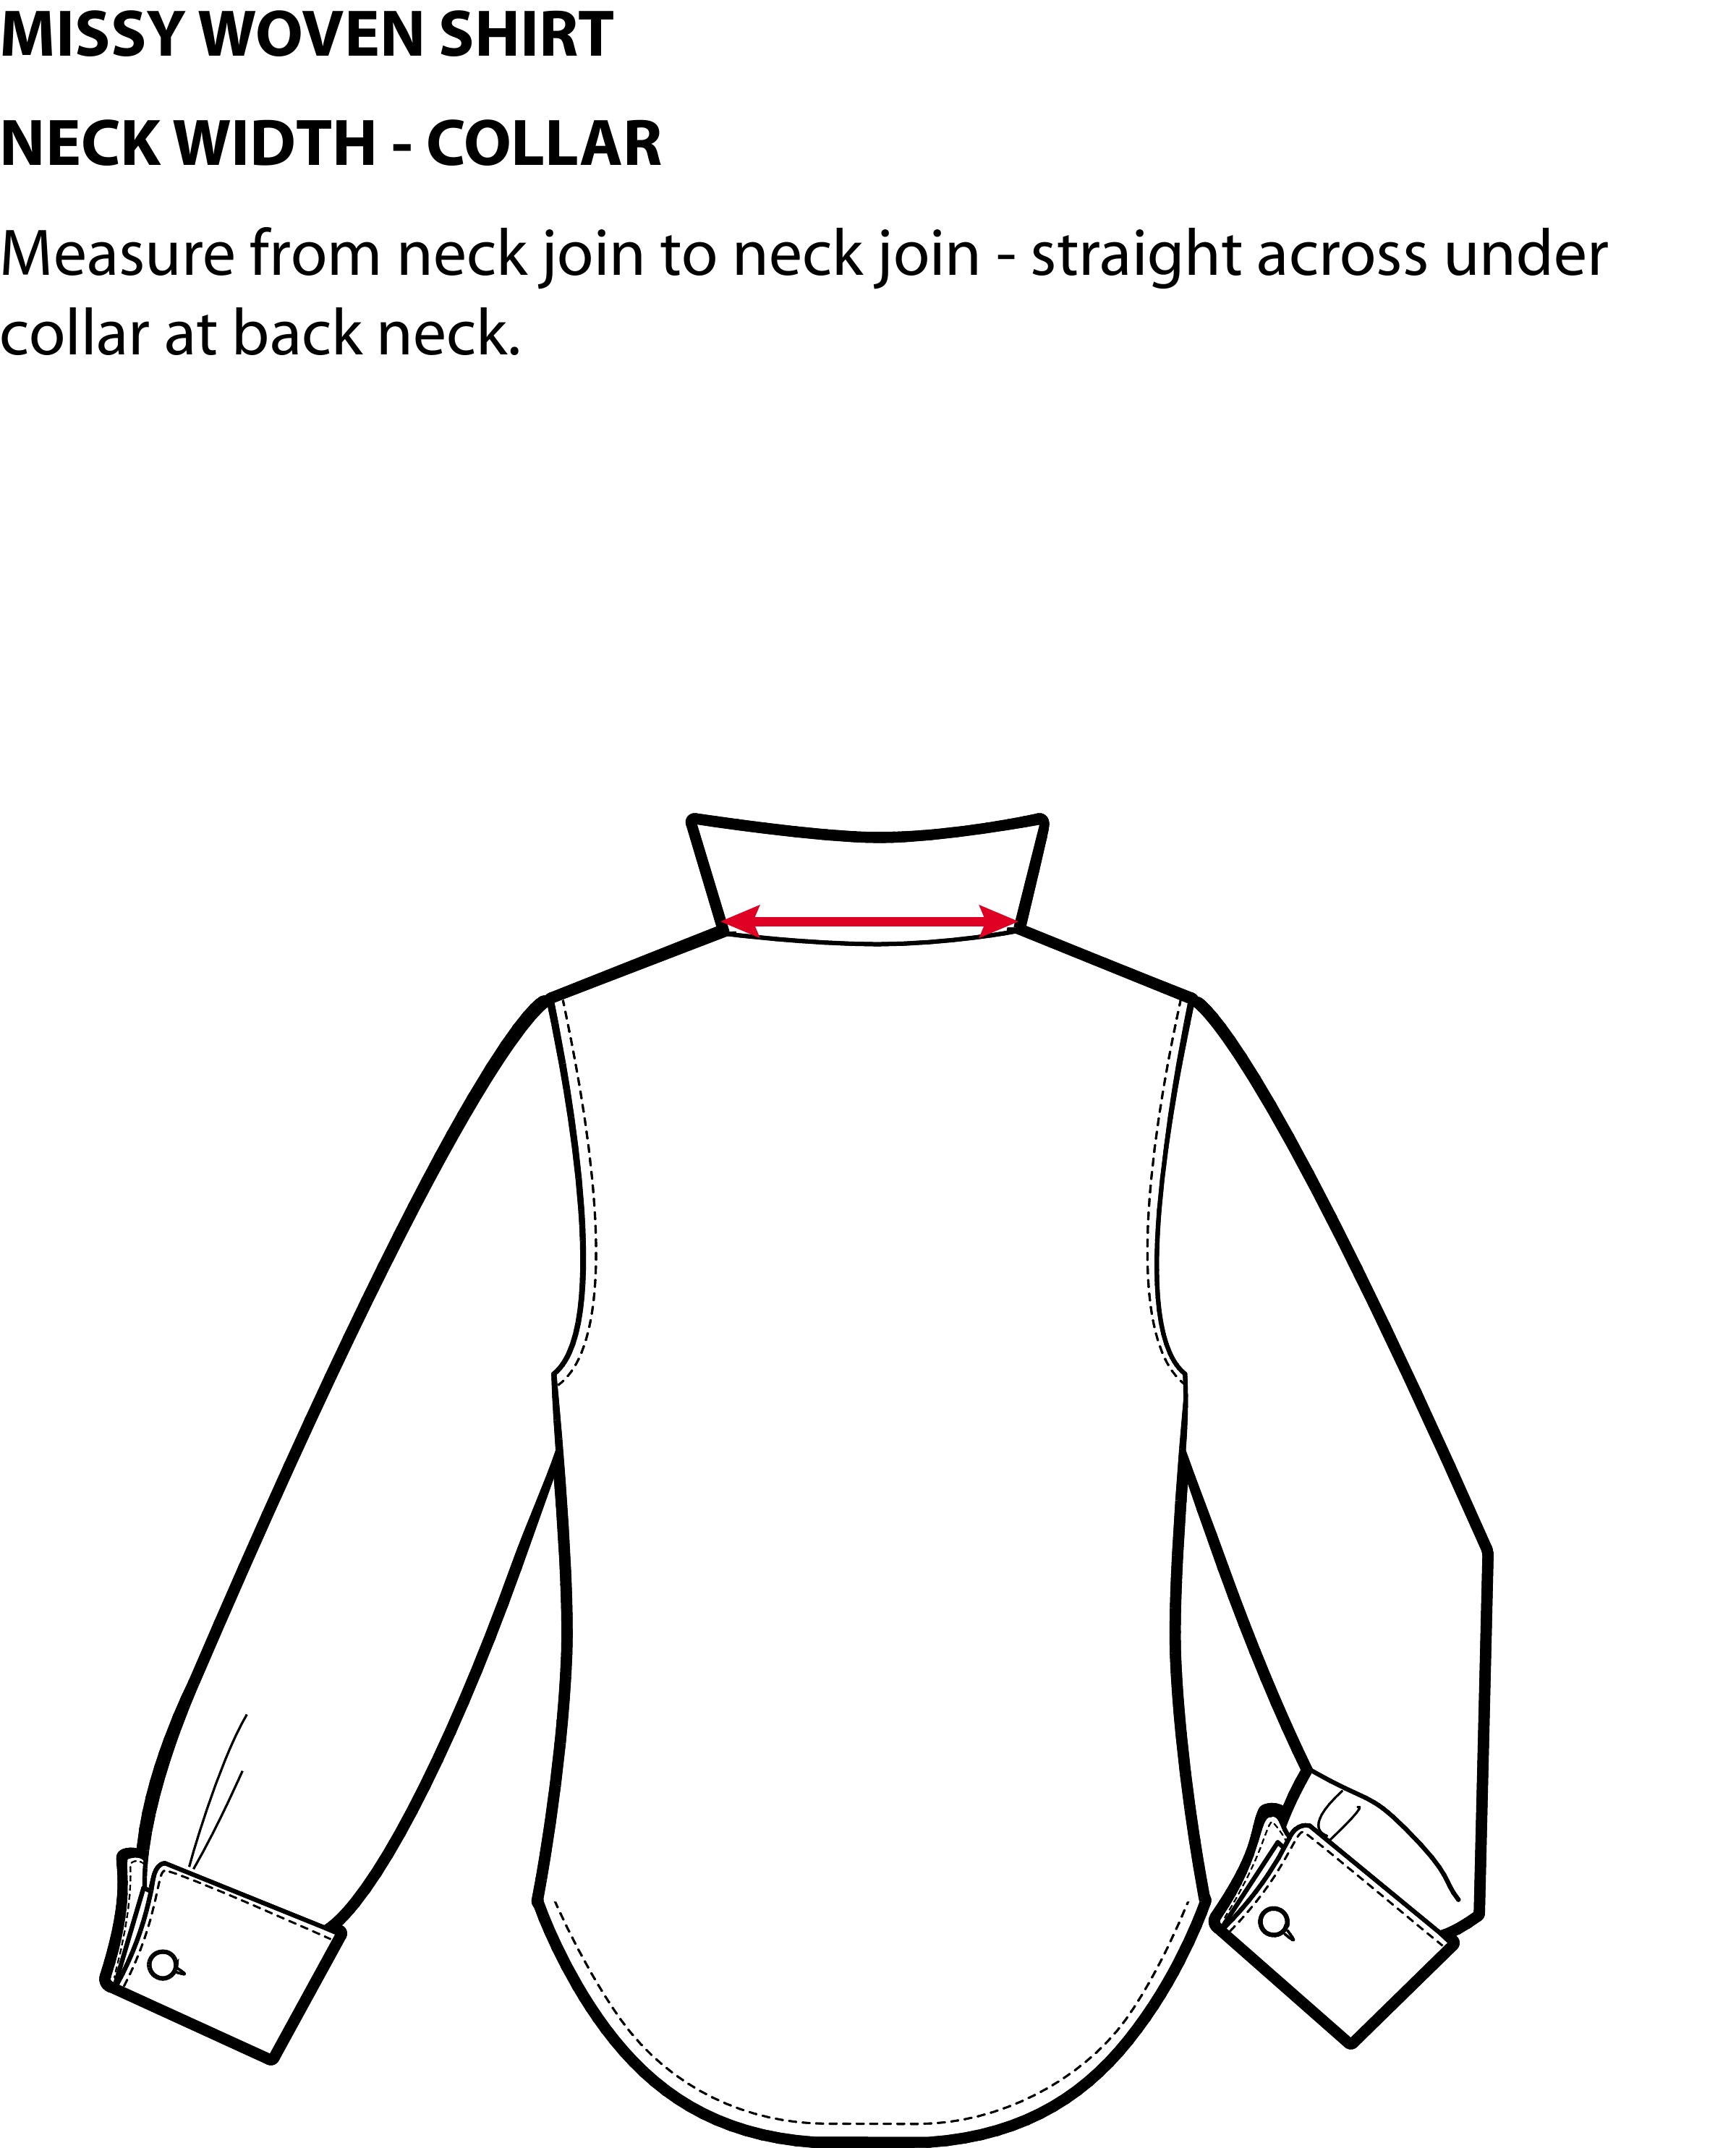 MISSY WOVEN SHIRT
NECK WIDTH - COLLAR
Measure from neck join to neck join - straight across under
collar at back neck.